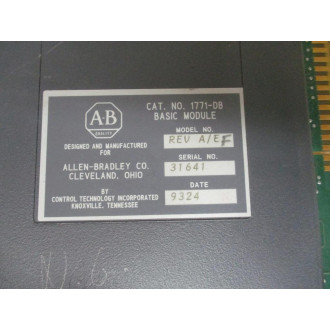 CAT. NO. 1771-DB
BASIC MODULE
A·B
QUALITY
MODEL NO.
REV A/EF
DESIGNED AND MANUFACTURED
FOR
SERIAL NO.
31641
ALLEN-BRADLEY CO.
CLEVELAND, OHIO
DATE
9324
BY
CONTROL TECHNOLOGY INCORPORATED
KNOXVILLE, TENNESSEE